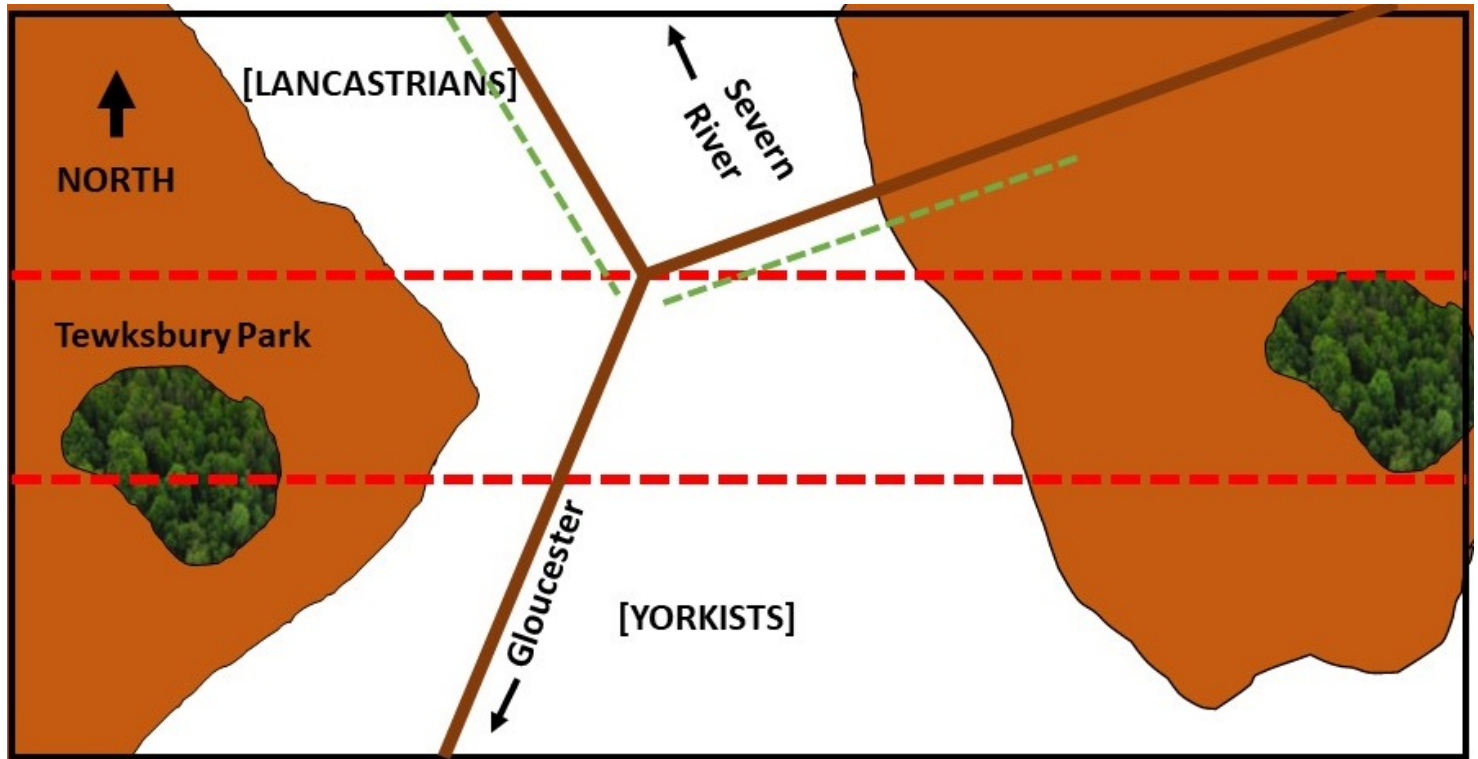 [LANCASTRIANS]
Severn
River
NORTH
Tewksbury Park
Gloucester
[YORKISTS]